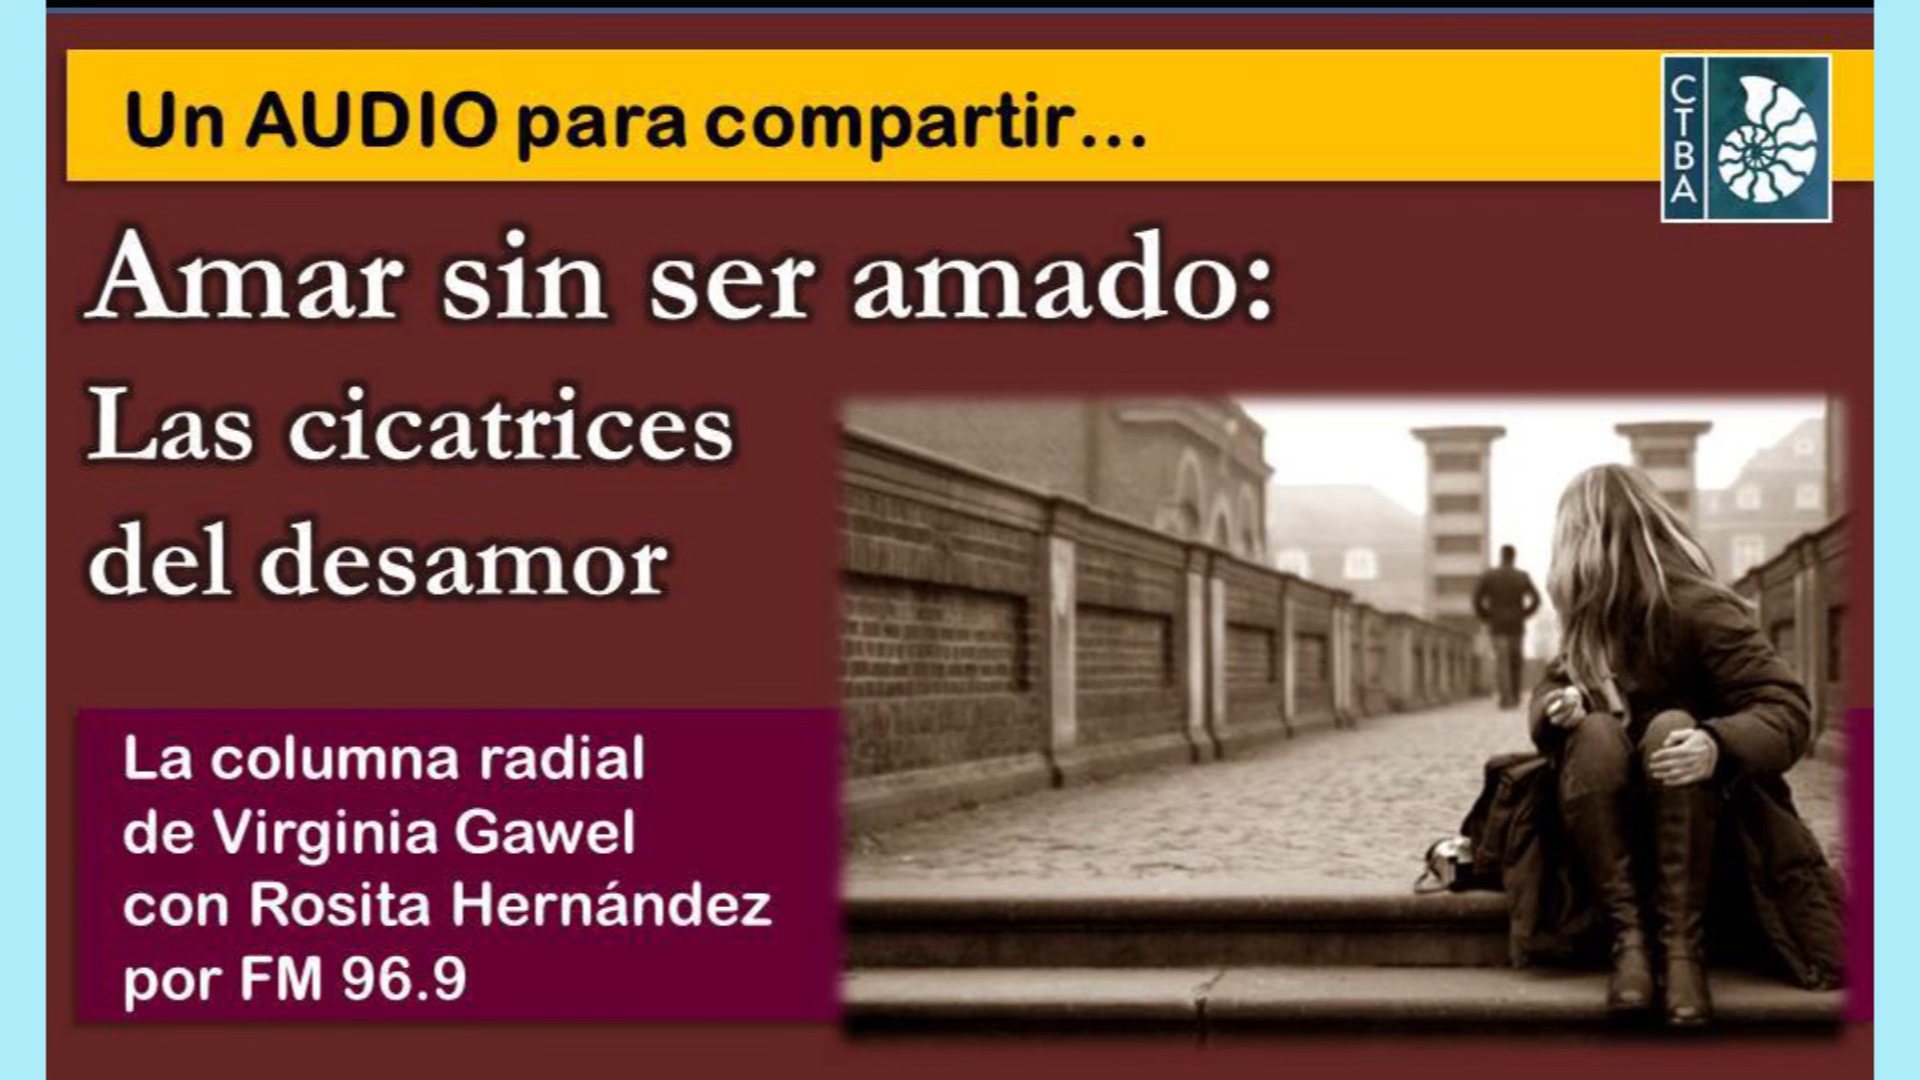 Un AUDIO para compartir...
CTBA
Amar sin ser amado:
Las cicatrices
del desamor
La columna radial
de Virginia Gawel
con Rosita Hernández
por FM 96.9